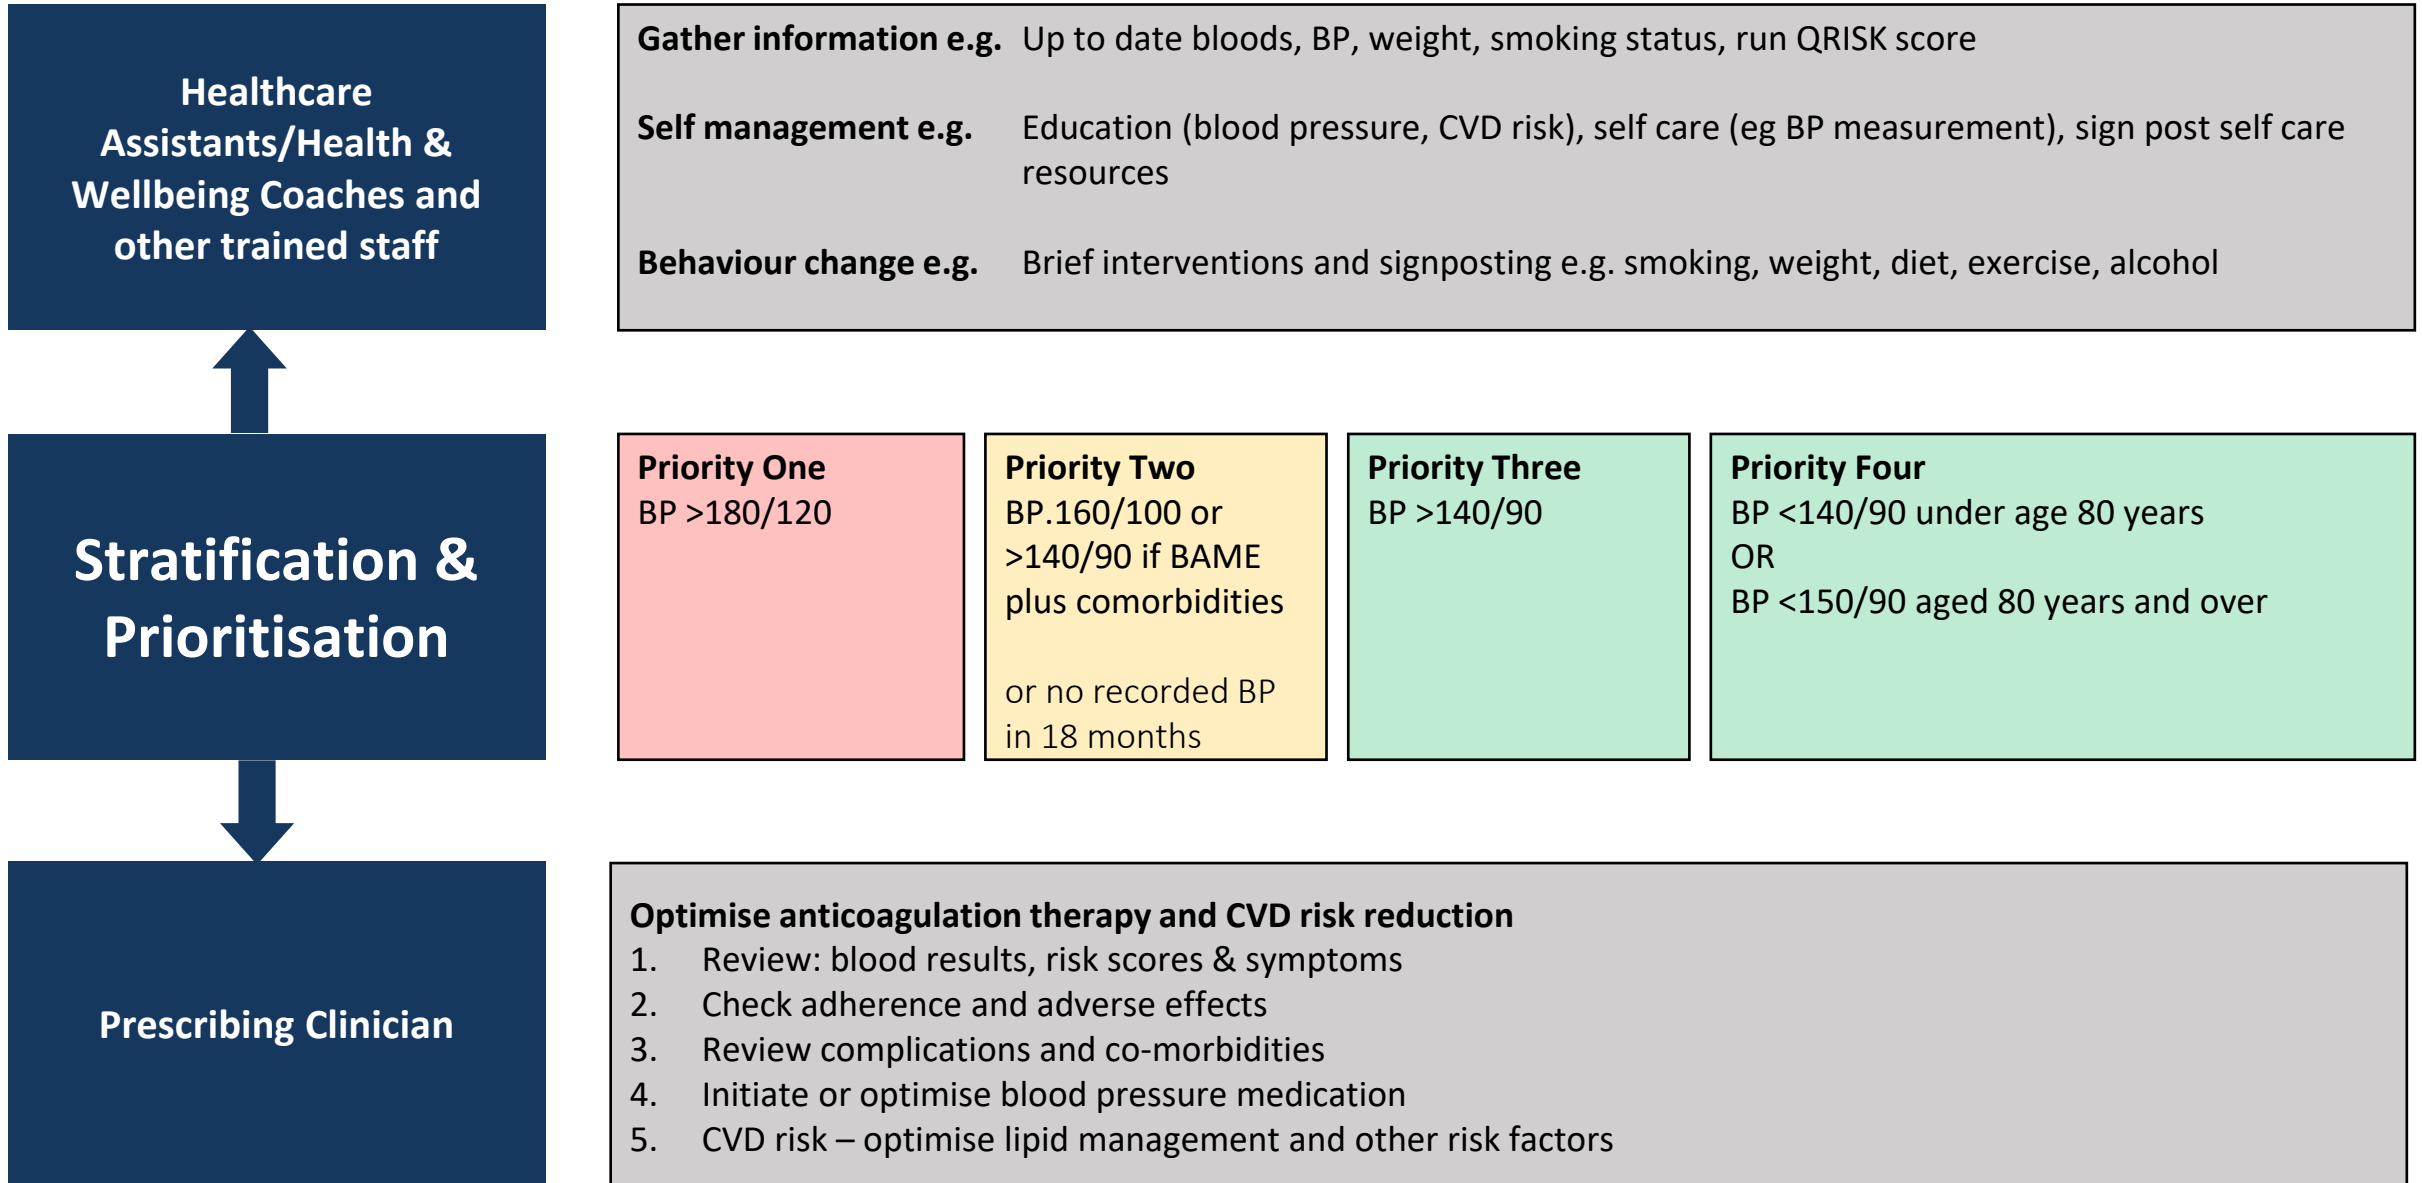 Healthcare
Assistants/Health &
Wellbeing Coaches and
other trained staff
Gather information e.g. Up to date bloods, BP, weight, smoking status, run QRISK score
Self management e.g. Education (blood pressure, CVD risk), self care (eg BP measurement), sign post self care
resources
Behaviour change e.g. Brief interventions and signposting e.g. smoking, weight, diet, exercise, alcohol
Stratification &
Prioritisation
Priority One
BP >180/120
Priority Two
BP.160/100 or
>140/90 if BAME
plus comorbidities
or no recorded BP
in 18 months
Priority Three
BP >140/90
Priority Four
BP <140/90 under age 80 years
OR
BP <150/90 aged 80 years and over
Prescribing Clinician
Optimise anticoagulation therapy and CVD risk reduction
1. Review: blood results, risk scores & symptoms
2. Check adherence and adverse effects
3. Review complications and co-morbidities
4. Initiate or optimise blood pressure medication
5. CVD risk – optimise lipid management and other risk factors